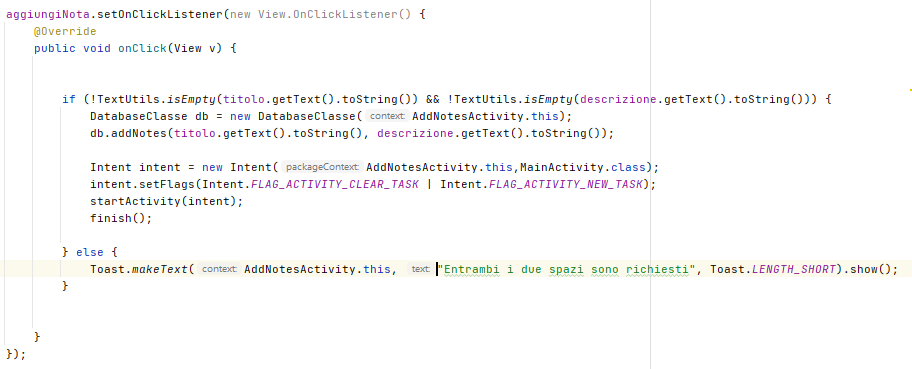 aggiungiNota.setOnClickListener(new View.OnClickListener() {
    @Override
    public void onClick(View v) {
        if (!TextUtils.isEmpty(titolo.getText().toString()) && !TextUtils.isEmpty(descrizione.getText().toString())) {
            DatabaseClasse db = new DatabaseClasse( context: AddNotesActivity.this);
            db.addNotes(titolo.getText().toString(), descrizione.getText().toString());
            Intent intent = new Intent( packageContext: AddNotesActivity.this,MainActivity.class);
            intent.setFlags(Intent.FLAG_ACTIVITY_CLEAR_TASK | Intent.FLAG_ACTIVITY_NEW_TASK);
            startActivity(intent);
            finish();
        } else {
            Toast.makeText( context: AddNotesActivity.this, text: "Entrambi i due spazi sono richiesti", Toast.LENGTH_SHORT).show();
        }
    }
});